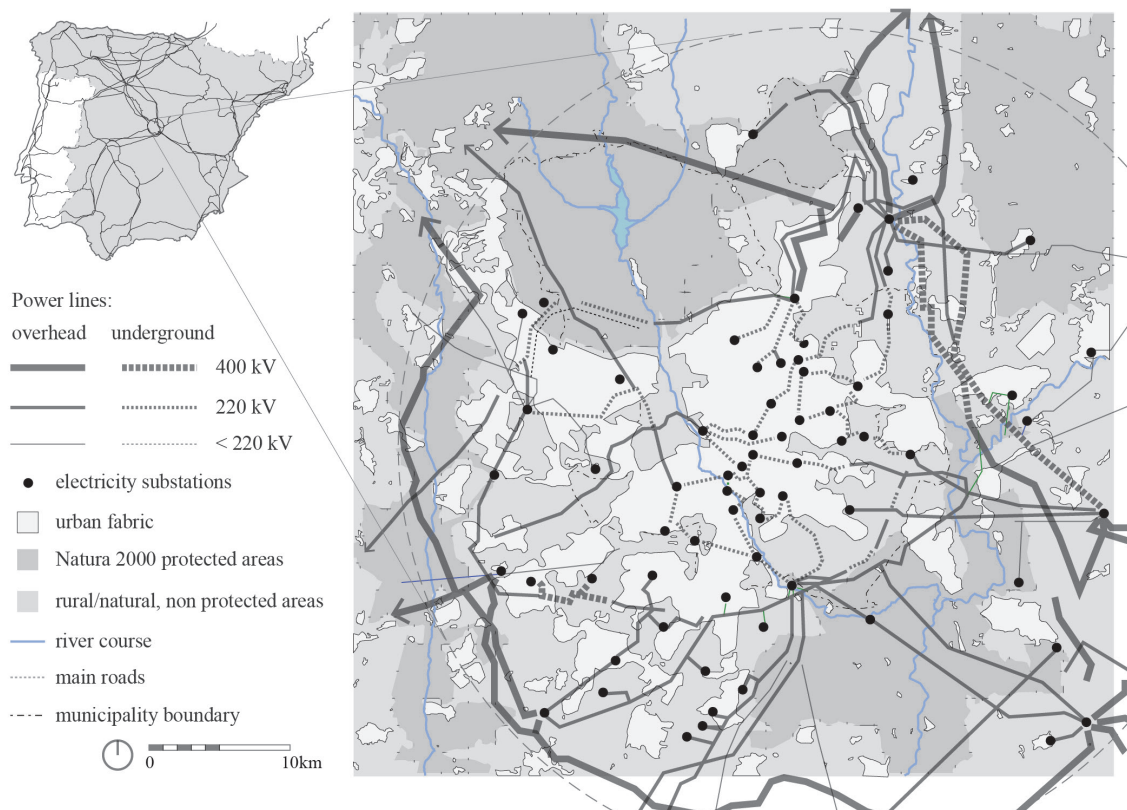 Power lines:
overhead underground
400 kV
220 kV
< 220 kV
electricity substations
urban fabric
Natura 2000 protected areas
rural/natural, non protected areas
river course
main roads
municipality boundary
0 10km